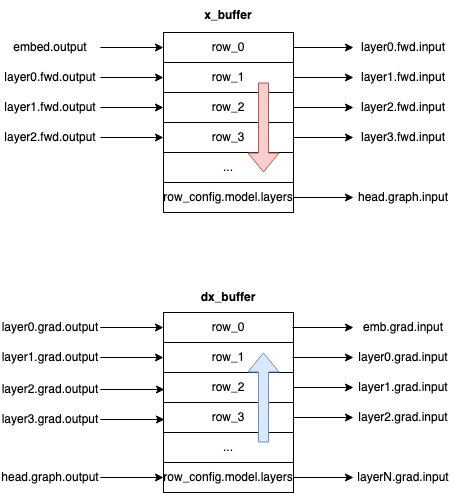 x_buffer
embed.output row_0 layer0.fwd.input
layer0.fwd.output row_1 layer1.fwd.input
layer1.fwd.output row_2 layer2.fwd.input
layer2.fwd.output row_3 layer3.fwd.input
...
row_config.model.layers head.graph.input
dx_buffer
layer0.grad.output row_0 emb.grad.input
layer1.grad.output row_1 layer0.grad.input
layer2.grad.output row_2 layer1.grad.input
layer3.grad.output row_3 layer2.grad.input
...
head.graph.output row_config.model.layers layerN.grad.input